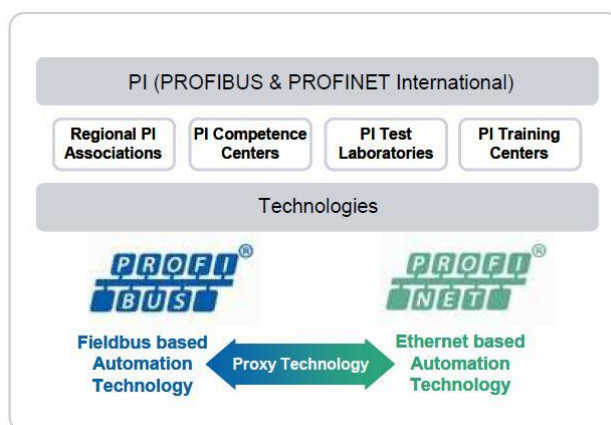 PI (PROFIBUS & PROFINET International)
Regional PI
Associations
PI Competence
Centers
PI Test
Laboratories
PI Training
Centers
Technologies
PROFI®
BUS
PROFI®
NET
Fieldbus based
Automation
Technology
Proxy Technology
Ethernet based
Automation
Technology